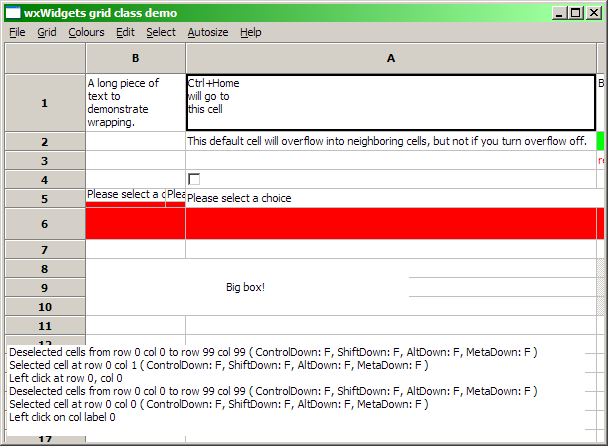 wxWidgets grid class demo
File Grid Colours Edit Select Autosize Help
B A
1
A long piece of
text to
demonstrate
wrapping.
Ctrl+Home
will go to
this cell
B
2 This default cell will overflow into neighboring cells, but not if you turn overflow off.
3 re
4
5 Please select a c Plea Please select a choice
6
7
8
9 Big box!
10
11
12
Deselected cells from row 0 col 0 to row 99 col 99 ( ControlDown: F, ShiftDown: F, AltDown: F, MetaDown: F )
Selected cell at row 0 col 1 ( ControlDown: F, ShiftDown: F, AltDown: F, MetaDown: F )
Left click at row 0, col 0
Deselected cells from row 0 col 0 to row 99 col 99 ( ControlDown: F, ShiftDown: F, AltDown: F, MetaDown: F )
Selected cell at row 0 col 0 ( ControlDown: F, ShiftDown: F, AltDown: F, MetaDown: F )
Left click on col label 0